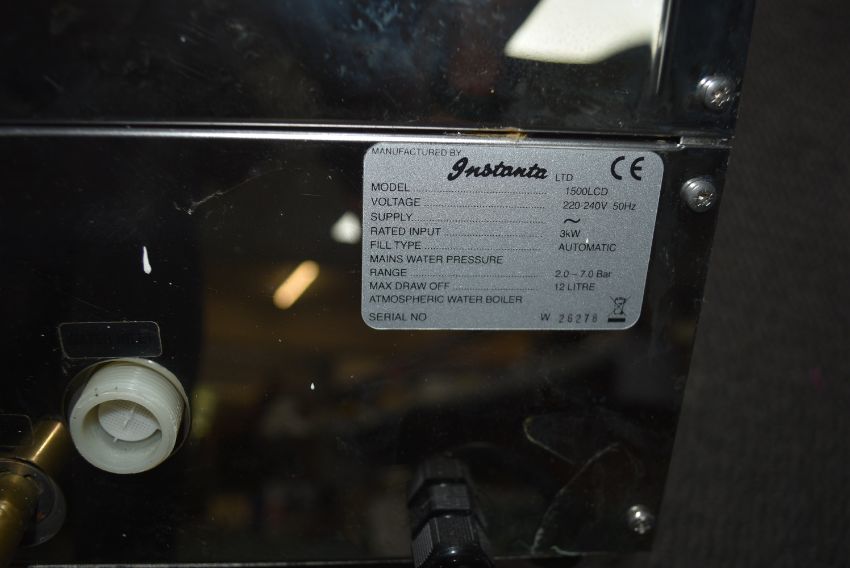 MANUFACTURED BY Instanta LTD CE
MODEL 1500LCD
VOLTAGE 220-240V 50Hz
SUPPLY ~
RATED INPUT 3kW
FILL TYPE AUTOMATIC
MAINS WATER PRESSURE
RANGE 2.0 – 7.0 Bar
MAX DRAW OFF 12 LITRE
ATMOSPHERIC WATER BOILER
SERIAL NO W 26278
WATER INLET